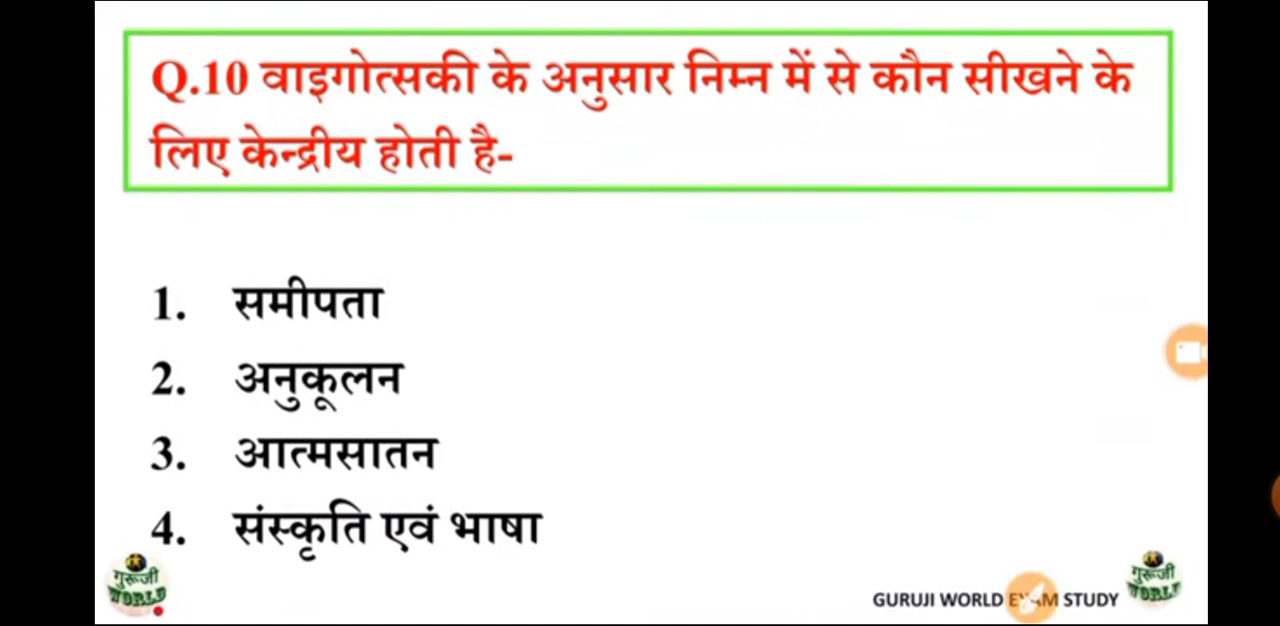 Q.10 वाइगोत्सकी के अनुसार निम्न में से कौन सीखने के
लिए केन्द्रीय होती है-
1. समीपता
2. अनुकूलन
3. आत्मसातन
4. संस्कृति एवं भाषा
गुरूजी
WORLD
GURUJI WORLD EXAM STUDY
गुरूजी
WORLD